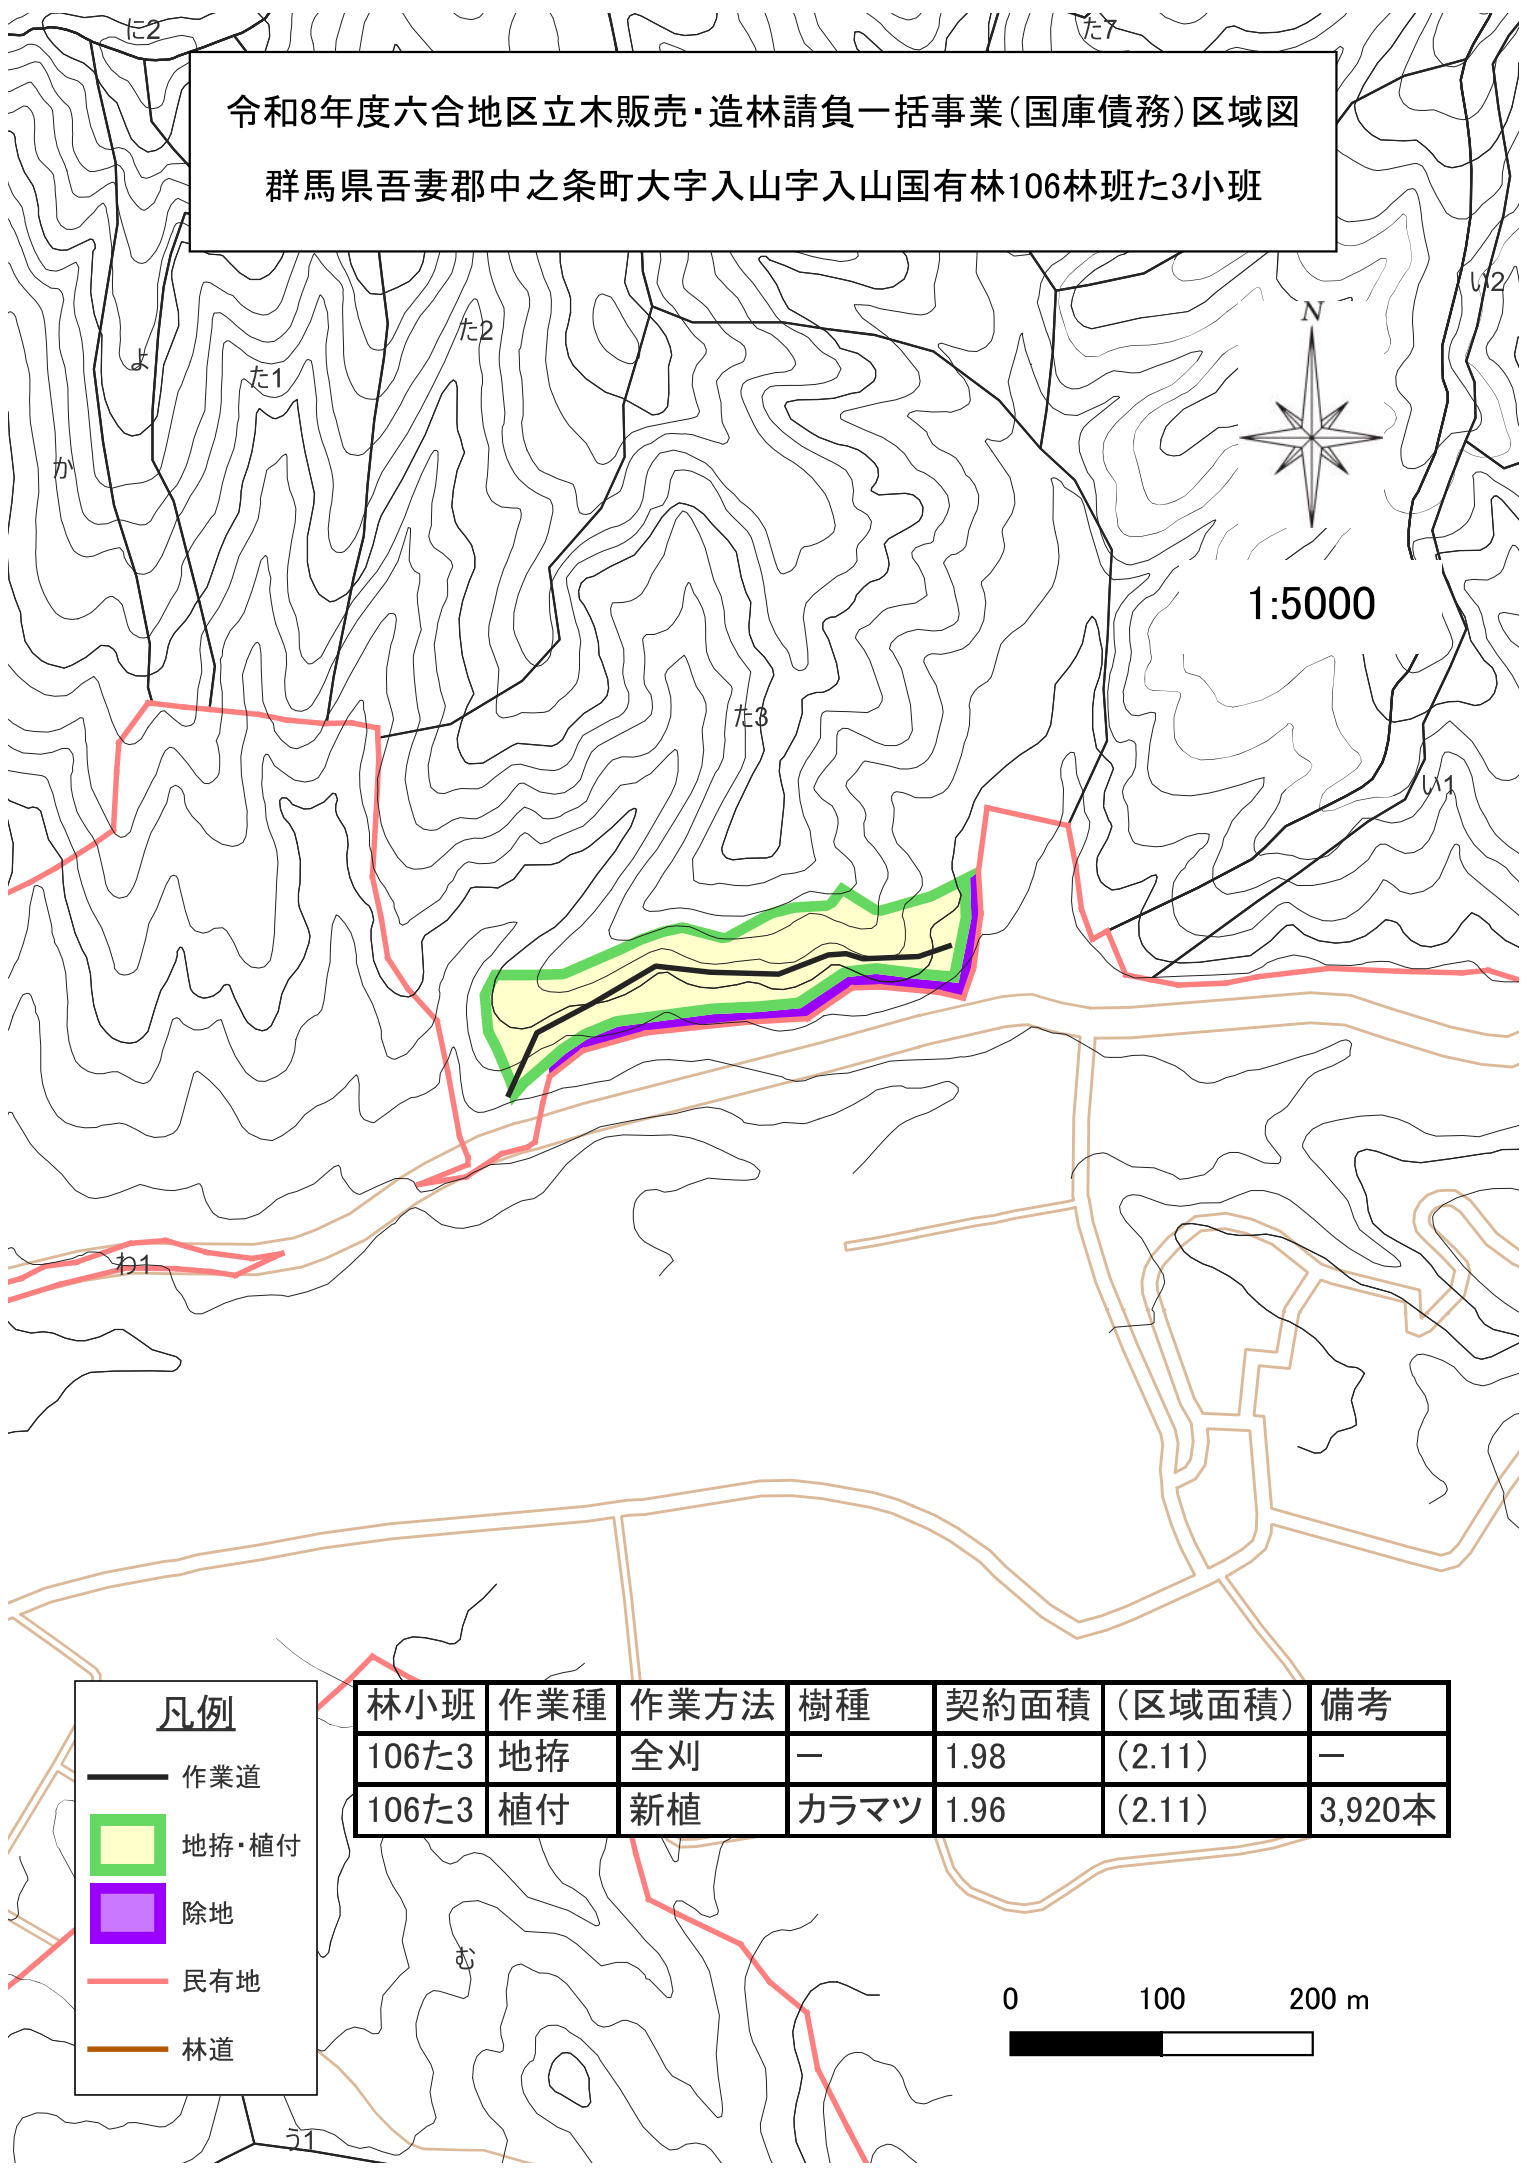 に2
た7
令和8年度六合地区立木販売・造林請負一括事業（国庫債務）区域図
群馬県吾妻郡中之条町大字入山字入山国有林106林班た3小班
い2
N
た2
よ
た1
か
1:5000
た3
い1
わ1
凡例
作業道
地拵・植付
除地
民有地
林道
林小班 作業種 作業方法 樹種 契約面積 （区域面積） 備考
106た3 地拵 全刈 － 1.98 （2.11） －
106た3 植付 新植 カラマツ 1.96 （2.11） 3,920本
む
0 100 200 m
う1